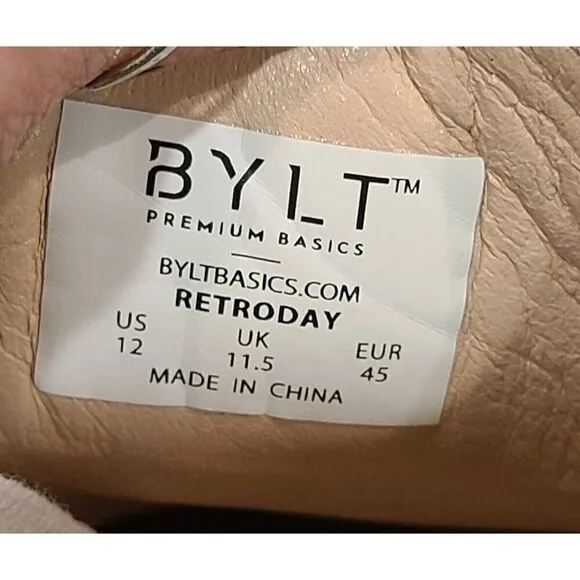 BYLT™
PREMIUM BASICS
BYLTBASICS.COM
RETRODAY
US UK EUR
12 11.5 45
MADE IN CHINA